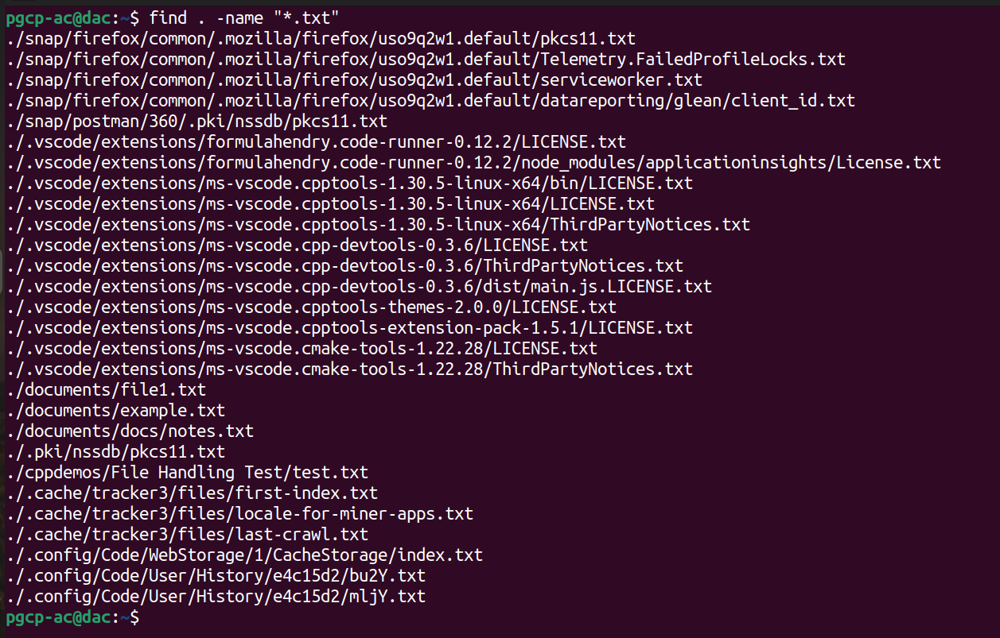 pgcp-ac@dac:~$ find . -name "*.txt"
./snap/firefox/common/.mozilla/firefox/uso9q2w1.default/pkcs11.txt
./snap/firefox/common/.mozilla/firefox/uso9q2w1.default/Telemetry.FailedProfileLocks.txt
./snap/firefox/common/.mozilla/firefox/uso9q2w1.default/serviceworker.txt
./snap/firefox/common/.mozilla/firefox/uso9q2w1.default/datareporting/glean/client_id.txt
./snap/postman/360/.pki/nssdb/pkcs11.txt
./.vscode/extensions/formulahendry.code-runner-0.12.2/LICENSE.txt
./.vscode/extensions/formulahendry.code-runner-0.12.2/node_modules/applicationinsights/License.txt
./.vscode/extensions/ms-vscode.cpptools-1.30.5-linux-x64/bin/LICENSE.txt
./.vscode/extensions/ms-vscode.cpptools-1.30.5-linux-x64/LICENSE.txt
./.vscode/extensions/ms-vscode.cpptools-1.30.5-linux-x64/ThirdPartyNotices.txt
./.vscode/extensions/ms-vscode.cpp-devtools-0.3.6/LICENSE.txt
./.vscode/extensions/ms-vscode.cpp-devtools-0.3.6/ThirdPartyNotices.txt
./.vscode/extensions/ms-vscode.cpp-devtools-0.3.6/dist/main.js.LICENSE.txt
./.vscode/extensions/ms-vscode.cpptools-themes-2.0.0/LICENSE.txt
./.vscode/extensions/ms-vscode.cpptools-extension-pack-1.5.1/LICENSE.txt
./.vscode/extensions/ms-vscode.cmake-tools-1.22.28/LICENSE.txt
./.vscode/extensions/ms-vscode.cmake-tools-1.22.28/ThirdPartyNotices.txt
./documents/file1.txt
./documents/example.txt
./documents/docs/notes.txt
./.pki/nssdb/pkcs11.txt
./cppdemos/File Handling Test/test.txt
./.cache/tracker3/files/first-index.txt
./.cache/tracker3/files/locale-for-miner-apps.txt
./.cache/tracker3/files/last-crawl.txt
./.config/Code/WebStorage/1/CacheStorage/index.txt
./.config/Code/User/History/e4c15d2/bu2Y.txt
./.config/Code/User/History/e4c15d2/mljY.txt
pgcp-ac@dac:~$